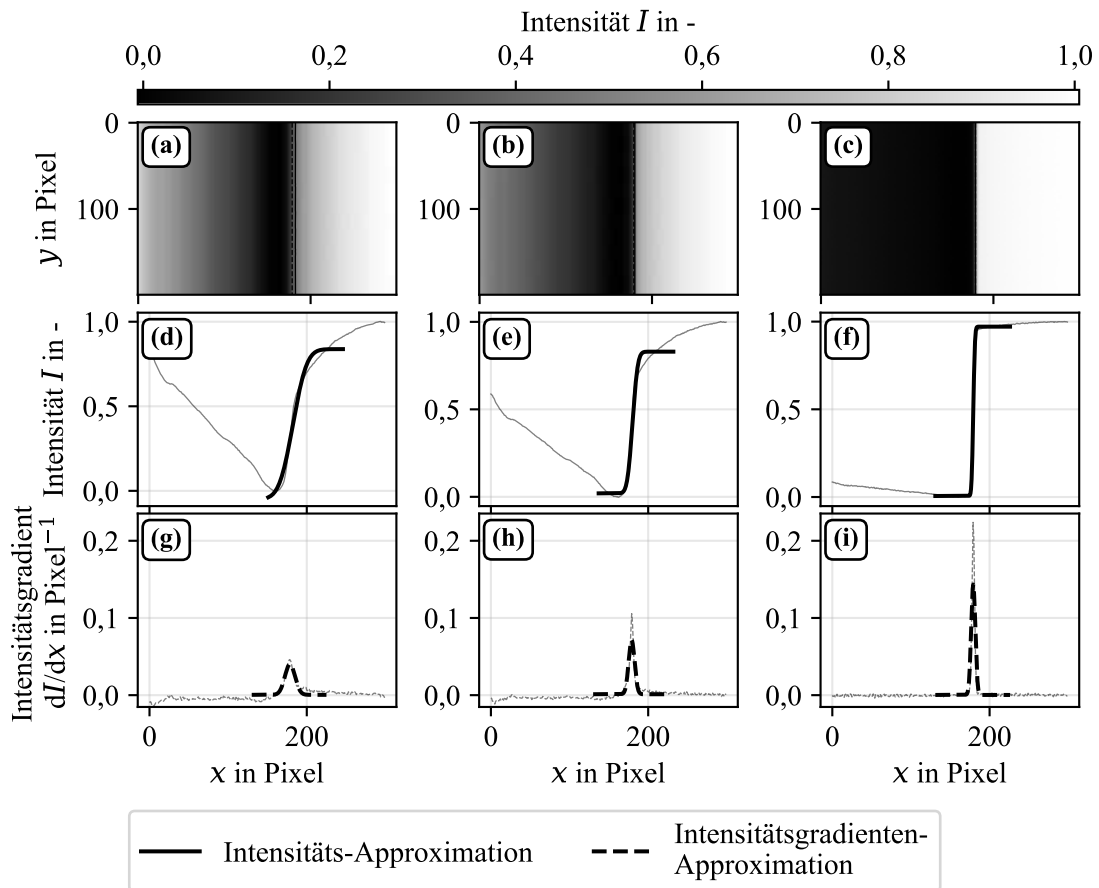 Intensität I in -
0,0 0,2 0,4 0,6 0,8 1,0
(a) (b) (c)
0 0 0
100 100 100
y in Pixel
(d) (e) (f)
1,0 1,0 1,0
0,5 0,5 0,5
0,0 0,0 0,0
Intensität I in -
(g) (h) (i)
0,2 0,2 0,2
0,1 0,1 0,1
0,0 0,0 0,0
Intensitätsgradient
dI/dx in Pixel⁻¹
0 200 0 200 0 200
x in Pixel x in Pixel x in Pixel
Intensitäts-Approximation
Intensitätsgradienten-
Approximation